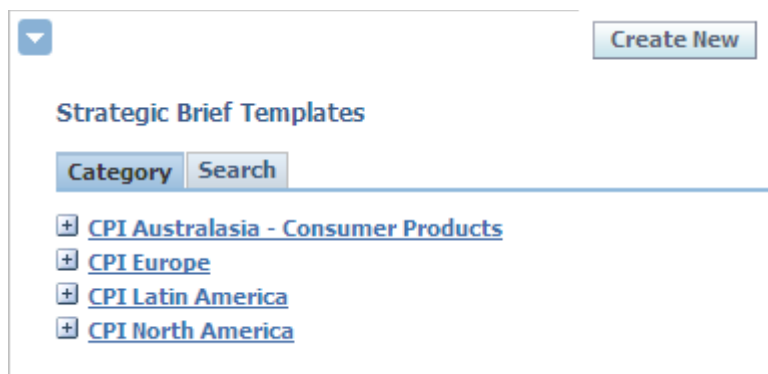 Create New
Strategic Brief Templates
Category Search
CPI Australasia - Consumer Products
CPI Europe
CPI Latin America
CPI North America